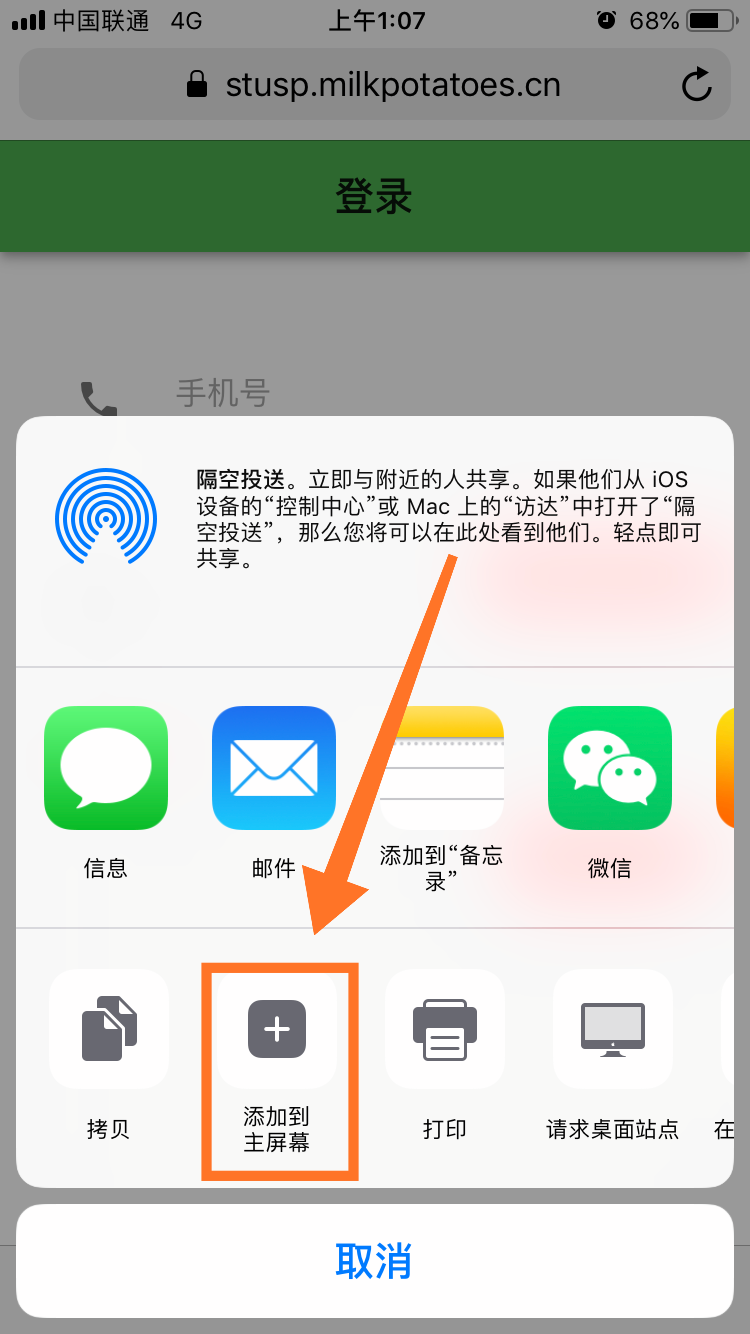 中国联通 4G 上午1:07 68%
stusp.milkpotatoes.cn
登录
手机号
隔空投送。立即与附近的人共享。如果他们从 iOS
设备的“控制中心”或 Mac 上的“访达”中打开了“隔
空投送”，那么您将可以在此处看到他们。轻点即可
共享。
信息
邮件
添加到“备忘
录”
微信
拷贝
添加到
主屏幕
打印
请求桌面站点
在
取消